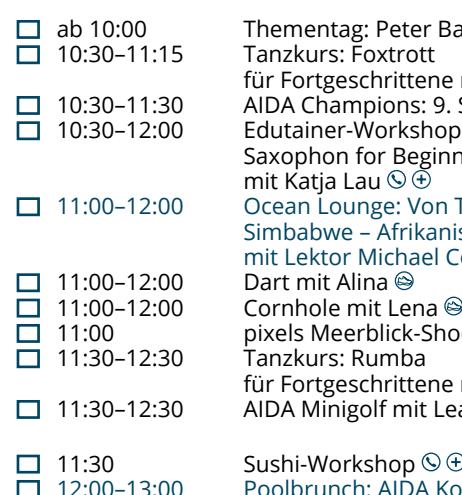 ab 10:00 Thementag: Peter
10:30–11:15 Tanzkurs: Foxtrott
für Fortgeschrittene
10:30–11:30 AIDA Champions: 9.
10:30–12:00 Edutainer-Workshop
Saxophon for
mit Katja Lau
11:00–12:00 Ocean Lounge: Von
Simbabwe –
mit Lektor Michael
11:00–12:00 Dart mit Alina
11:00–12:00 Cornhole mit Lena
11:00 pixels
11:30–12:30 Tanzkurs: Rumba
für Fortgeschrittene
11:30–12:30 AIDA Minigolf mit
11:30 Sushi-Workshop
12:00–13:00 Poolbrunch: AIDA